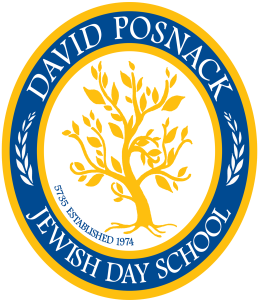 DAVID POSNACK
5735 ESTABLISHED 1974
JEWISH DAY SCHOOL